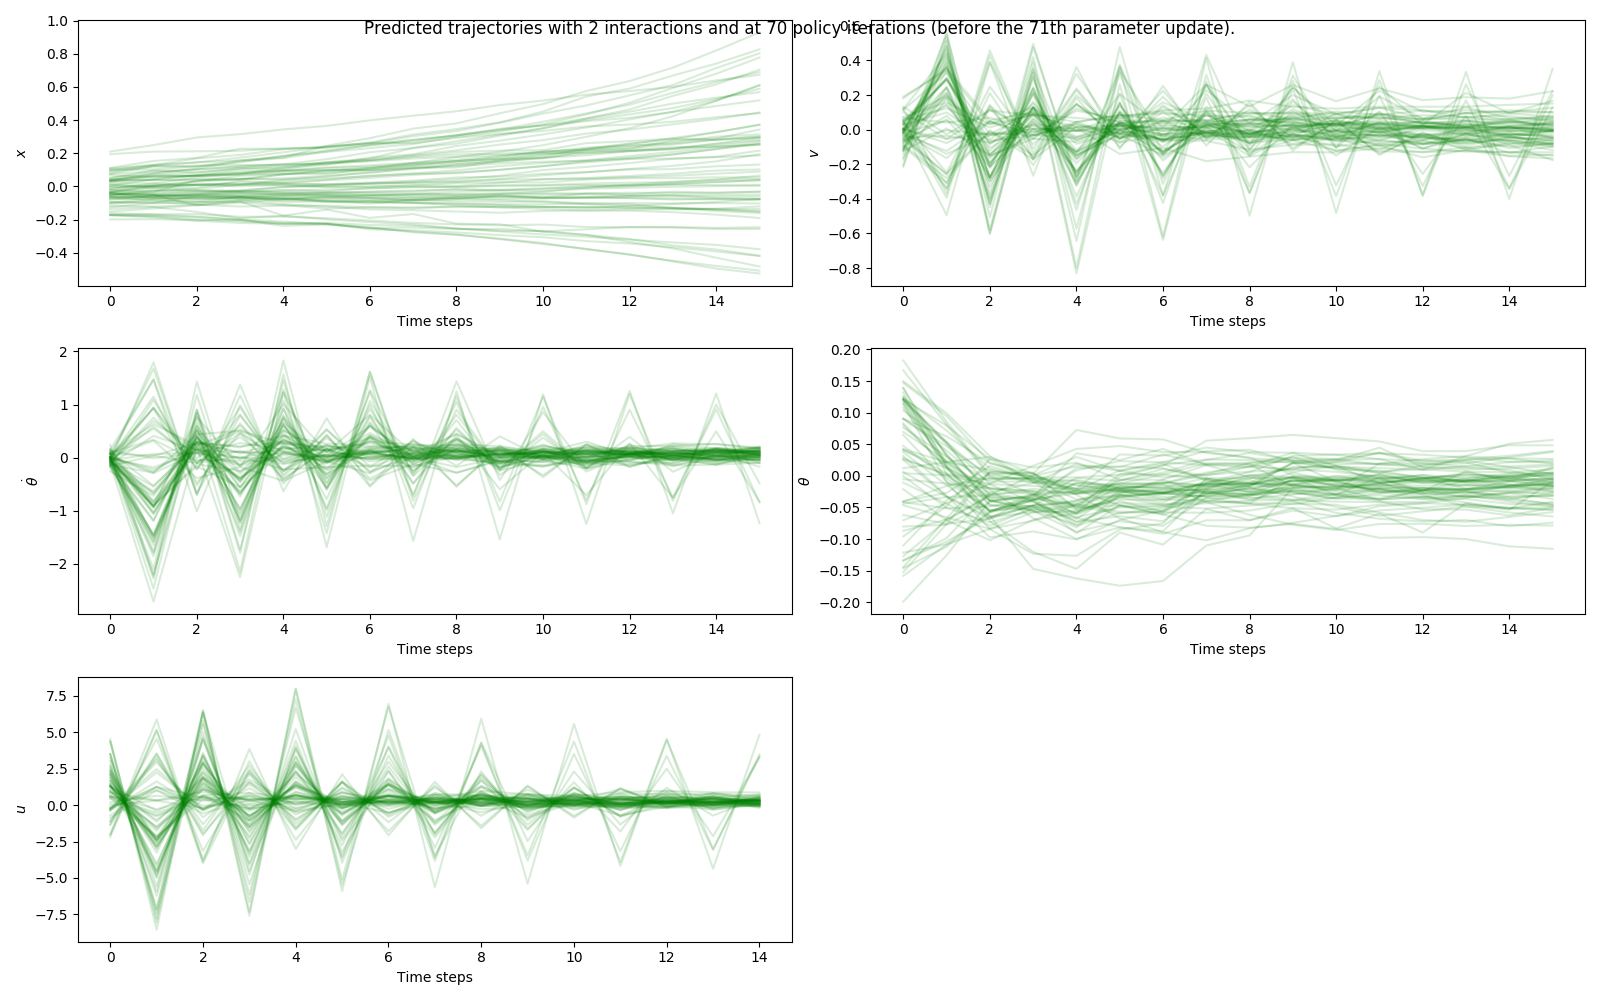 Predicted trajectories with 2 interactions and at 70 policy iterations (before the 71th parameter update).
1.0
0.8
0.6
0.4
0.2
0.0
−0.2
−0.4
x
0 2 4 6 8 10 12 14
Time steps
0.6
0.4
0.2
0.0
−0.2
−0.4
−0.6
−0.8
v
0 2 4 6 8 10 12 14
Time steps
2
1
0
−1
−2
θ̇
0 2 4 6 8 10 12 14
Time steps
0.20
0.15
0.10
0.05
0.00
−0.05
−0.10
−0.15
−0.20
θ
0 2 4 6 8 10 12 14
Time steps
7.5
5.0
2.5
0.0
−2.5
−5.0
−7.5
u
0 2 4 6 8 10 12 14
Time steps